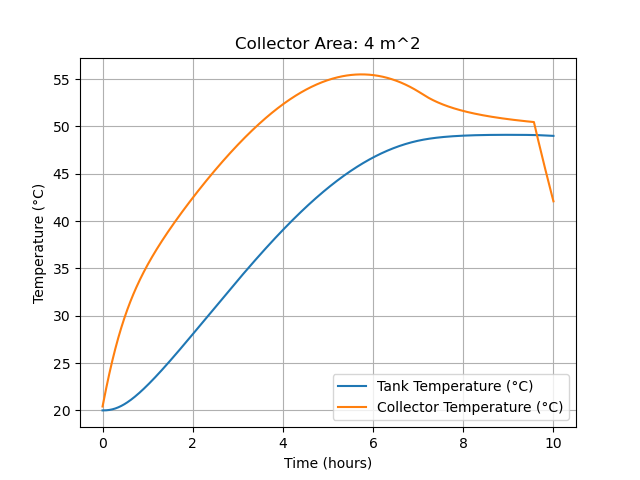 Collector Area: 4 m^2
Temperature (°C)
55
50
45
40
35
30
25
20
Tank Temperature (°C)
Collector Temperature (°C)
0 2 4 6 8 10
Time (hours)